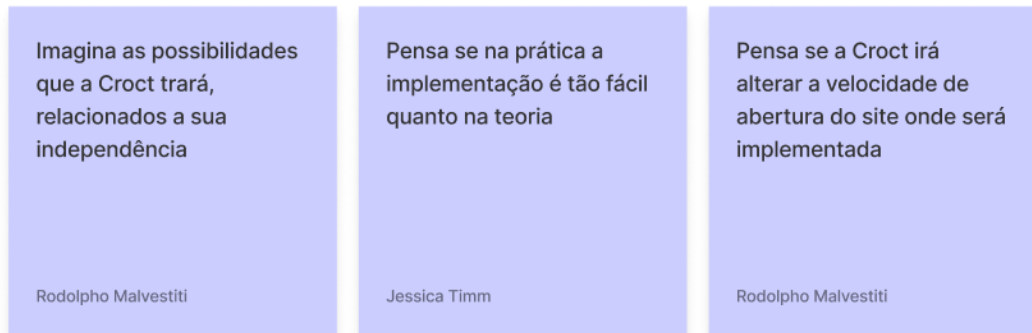 Imagina as possibilidades
que a Croct trará,
relacionados a sua
independência
Rodolpho Malvestiti
Pensa se na prática a
implementação é tão fácil
quanto na teoria
Jessica Timm
Pensa se a Croct irá
alterar a velocidade de
abertura do site onde será
implementada
Rodolpho Malvestiti